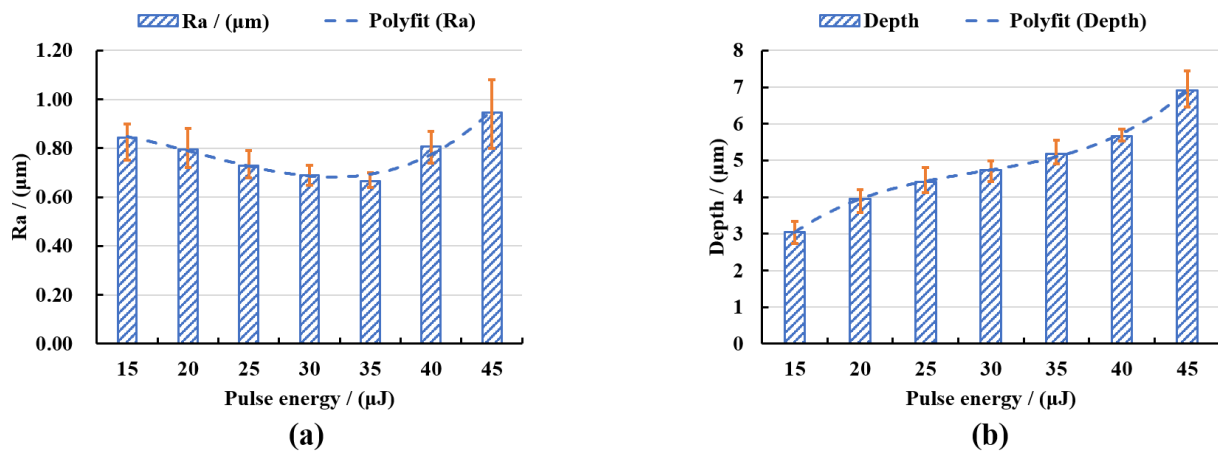 Ra / (μm) Polyfit (Ra)
1.20
1.00
0.80
0.60
0.40
0.20
0.00
Ra / (μm)
15 20 25 30 35 40 45
Pulse energy / (μJ)
(a)
Depth Polyfit (Depth)
8
7
6
5
4
3
2
1
0
Depth / (μm)
15 20 25 30 35 40 45
Pulse energy / (μJ)
(b)